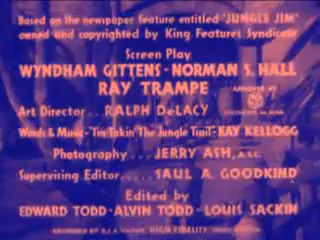 Based on the newspaper feature entitled "JUNGLE JIM"
owned and copyrighted by King Features Syndicate
Screen Play
WYNDHAM GITTENS - NORMAN S. HALL
RAY TRAMPE
Art Director . . RALPH DeLACY
Words & Music - "I'm Takin' The Jungle Trail" - KAY KELLOGG
Photography . . . JERRY ASH, A.S.C.
Supervising Editor . . . . . SAUL A. GOODKIND
Edited by
EDWARD TODD - ALVIN TODD - LOUIS SACKIN
HIGH FIDELITY